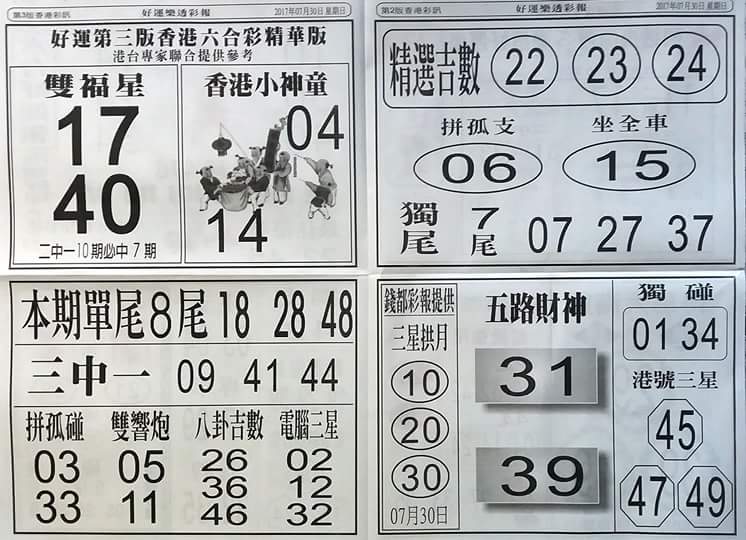 第3版香港彩訊 好運樂透彩報 2017年07月30日 星期日
好運第三版香港六合彩精華版
港台專家聯合提供參考
雙福星
17
40
二中一10期必中7期
香港小神童
04
14
第2版香港彩訊 好運樂透彩報 2017年07月30日 星期日
精選吉數 22 23 24
拼孤支 坐全車
06 15
獨尾 7尾 07 27 37
本期單尾8尾 18 28 48
三中一 09 41 44
拼孤碰
03
33
雙響炮
05
11
八卦吉數
26
36
46
電腦三星
02
12
32
錢都彩報提供
三星拱月
10
20
30
07月30日
五路財神
31
39
獨碰
01 34
港號三星
45
47 49